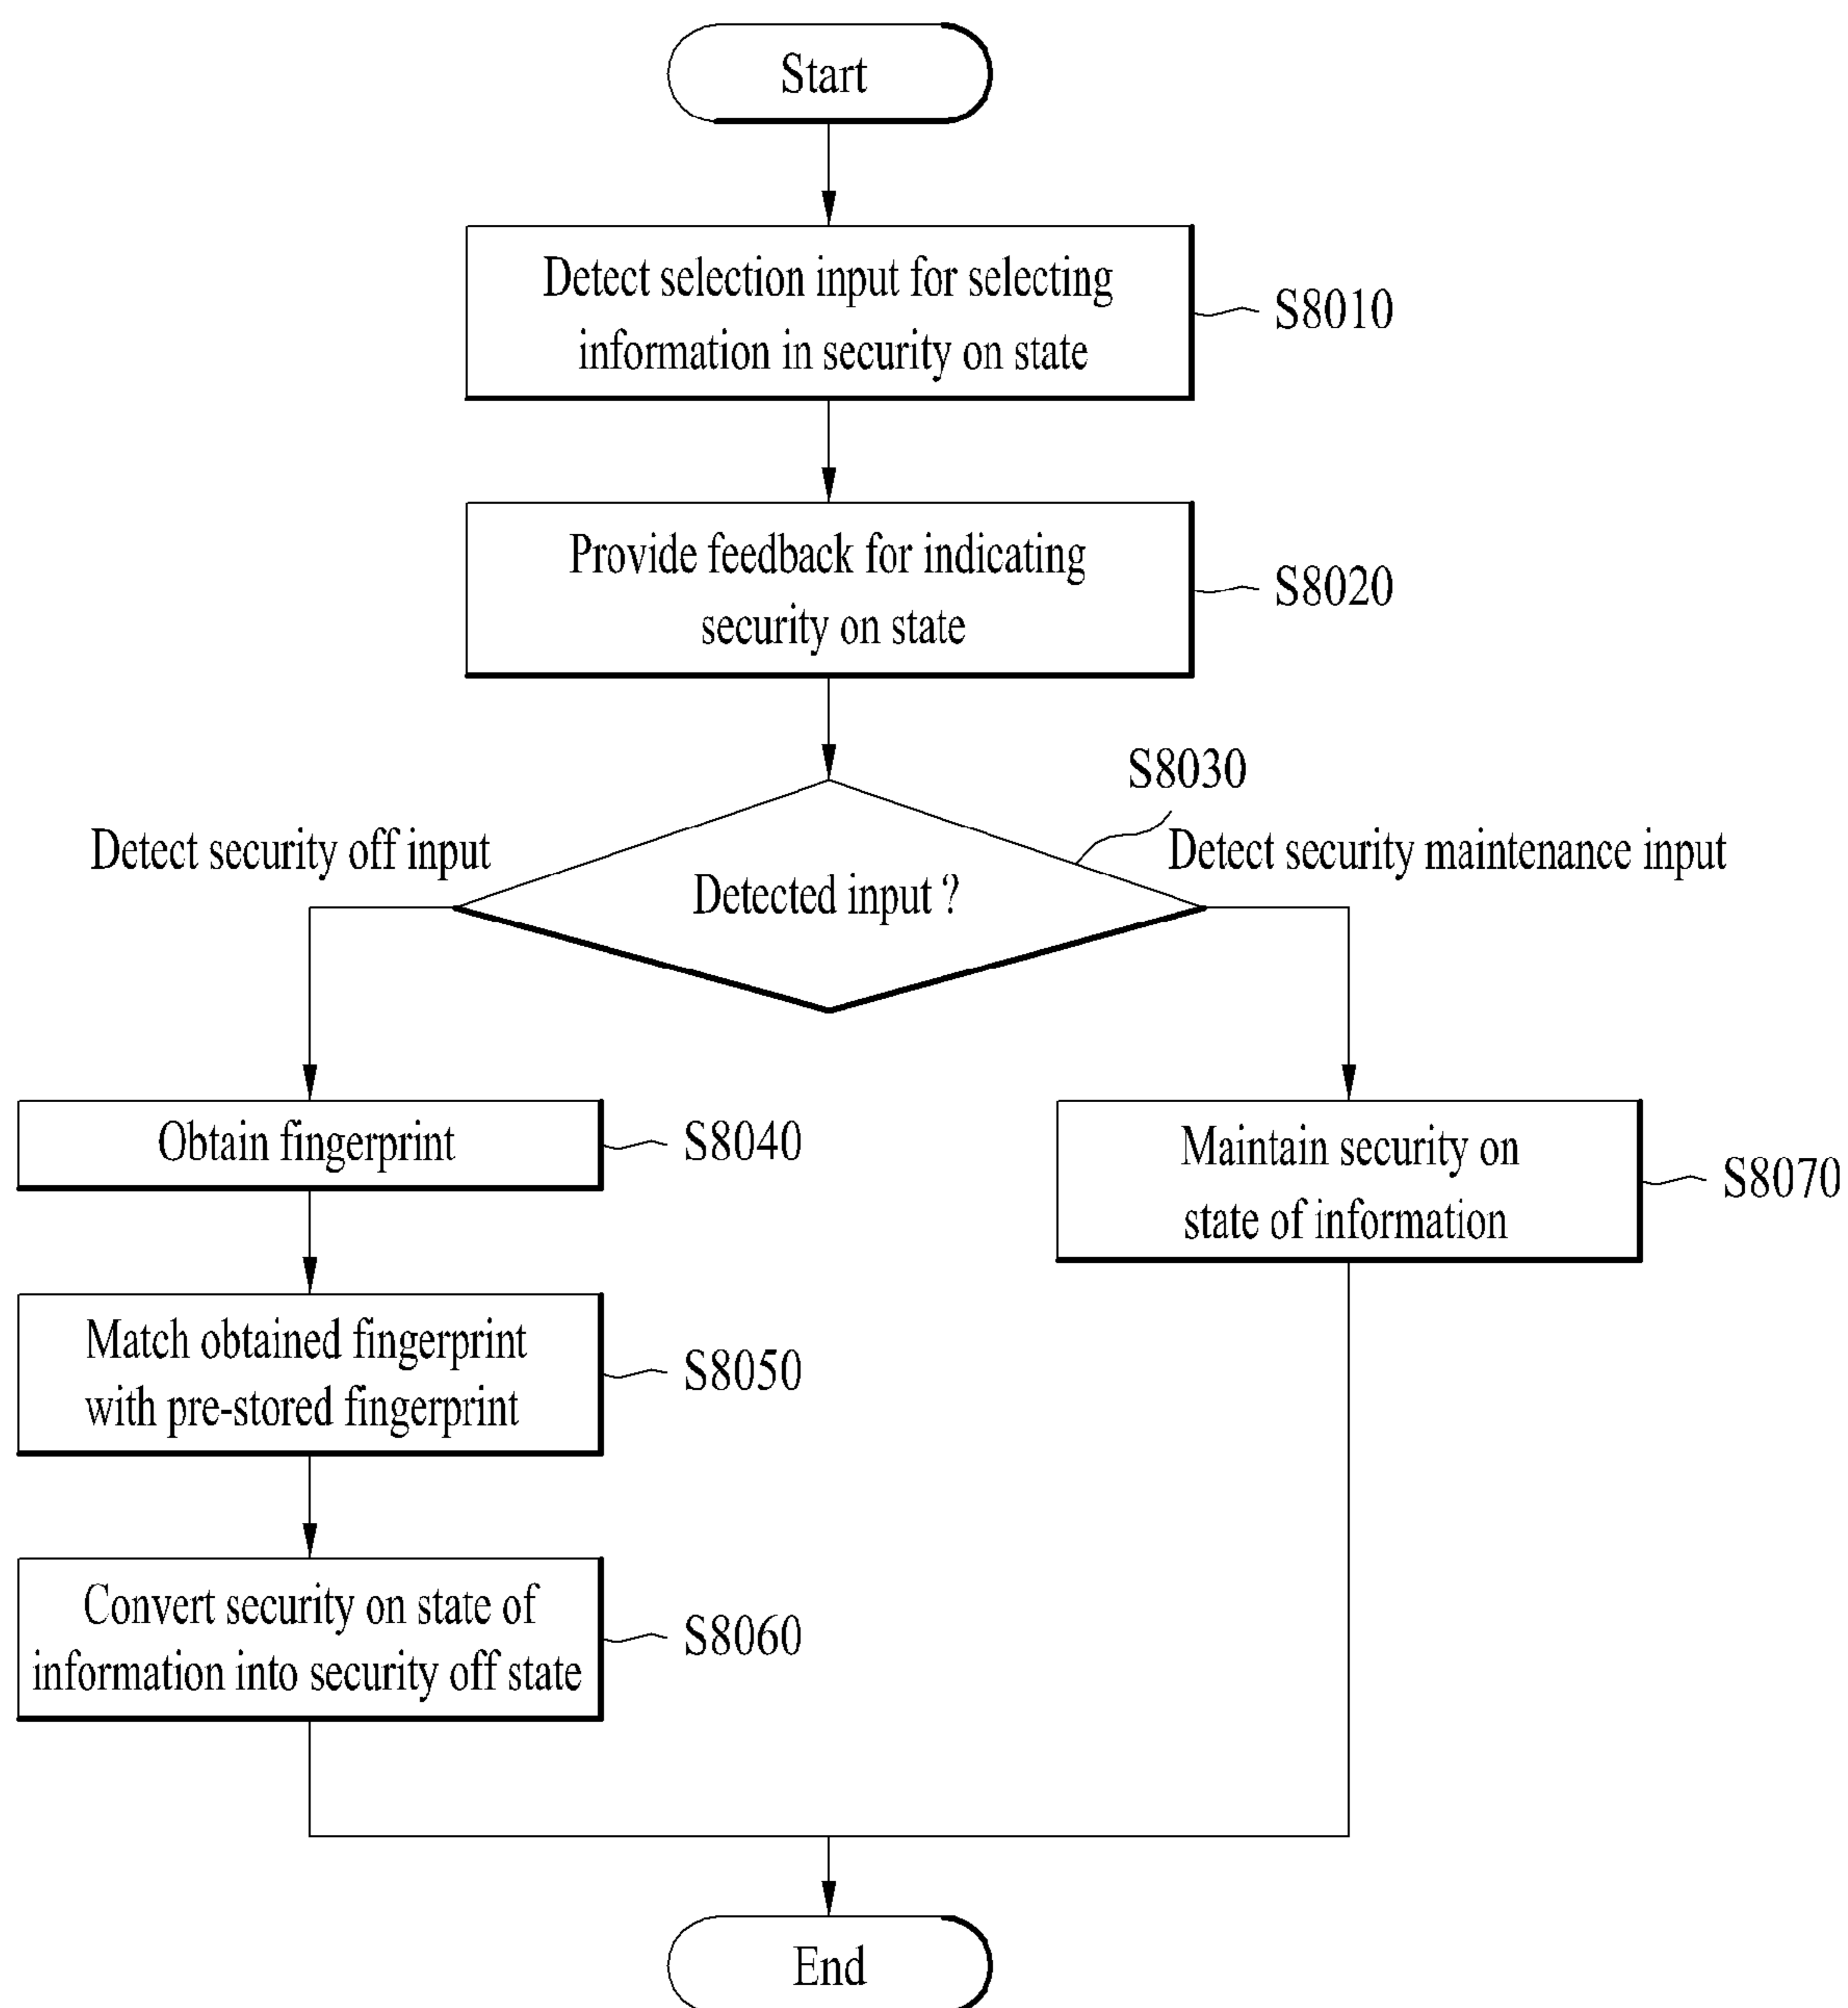 Start
Detect selection input for selecting
information in security on state
S8010
Provide feedback for indicating
security on state
S8020
S8030
Detect security off input
Detect security maintenance input
Detected input ?
Obtain fingerprint
S8040
Maintain security on
state of information
S8070
Match obtained fingerprint
with pre-stored fingerprint
S8050
Convert security on state of
information into security off state
S8060
End